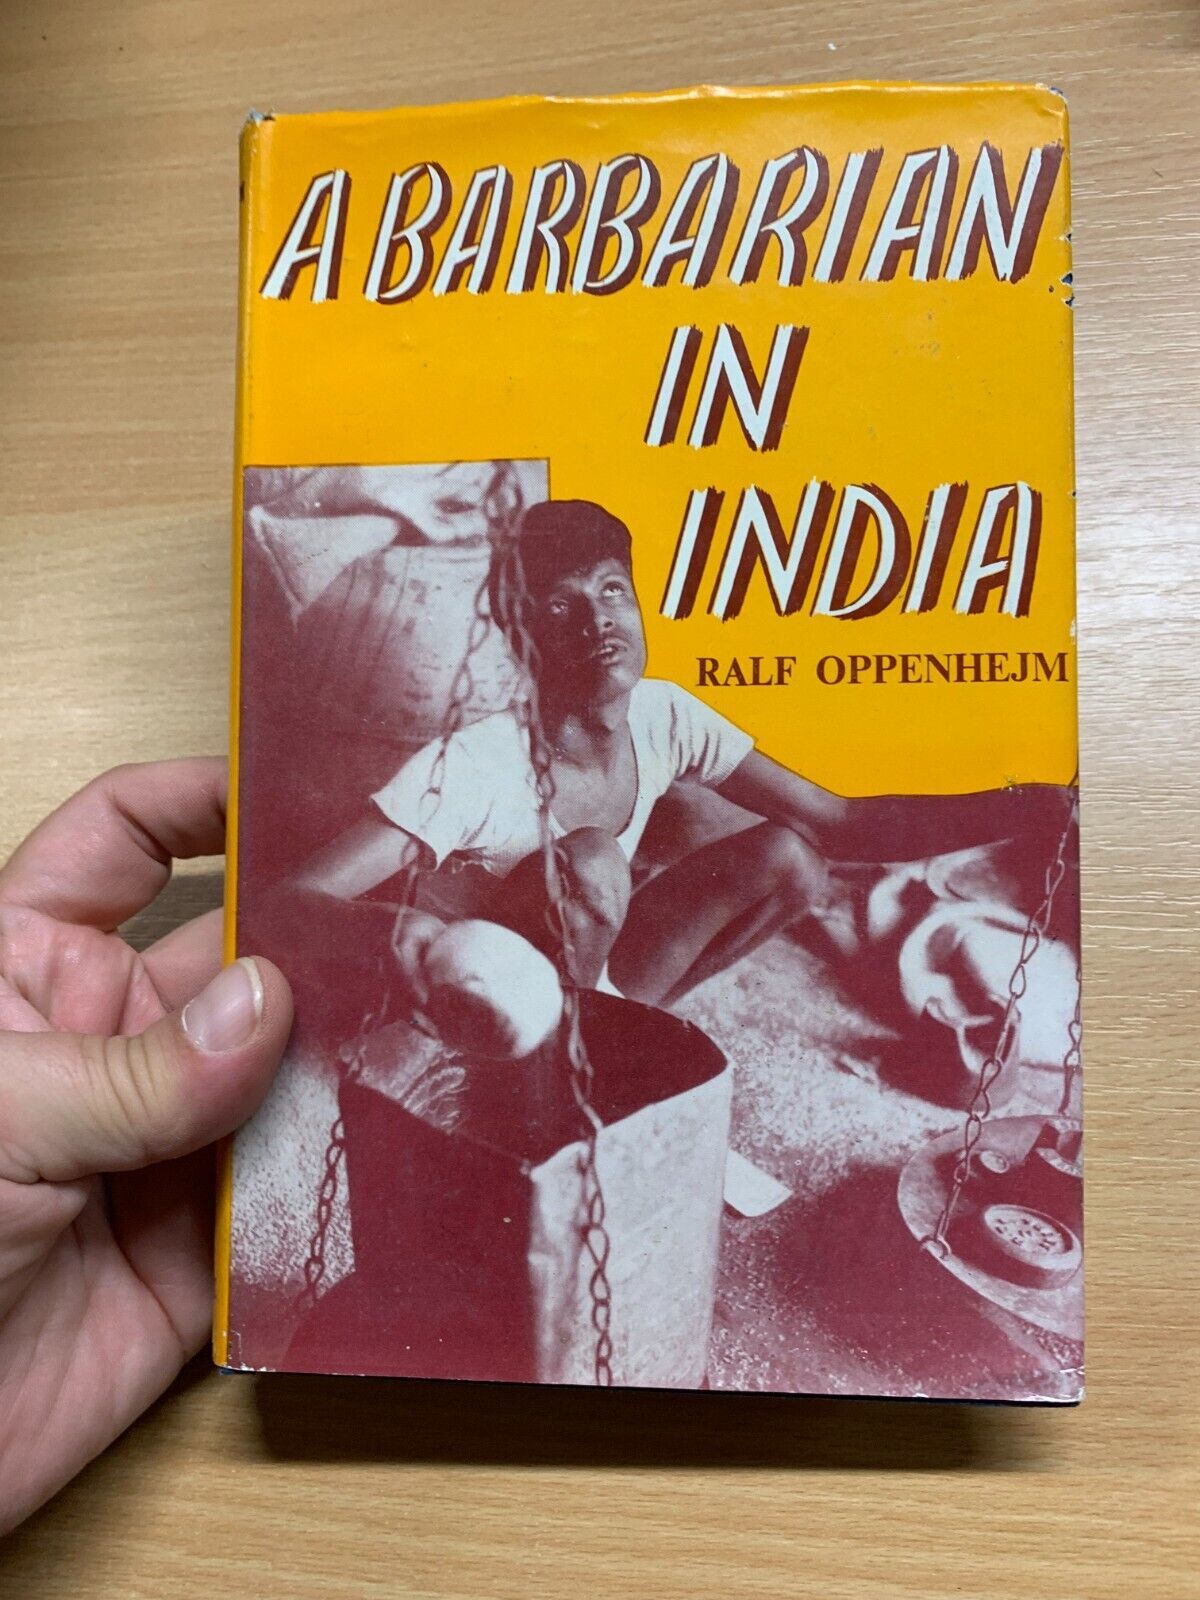 A BARBARIAN
IN
INDIA
RALF OPPENHEJM